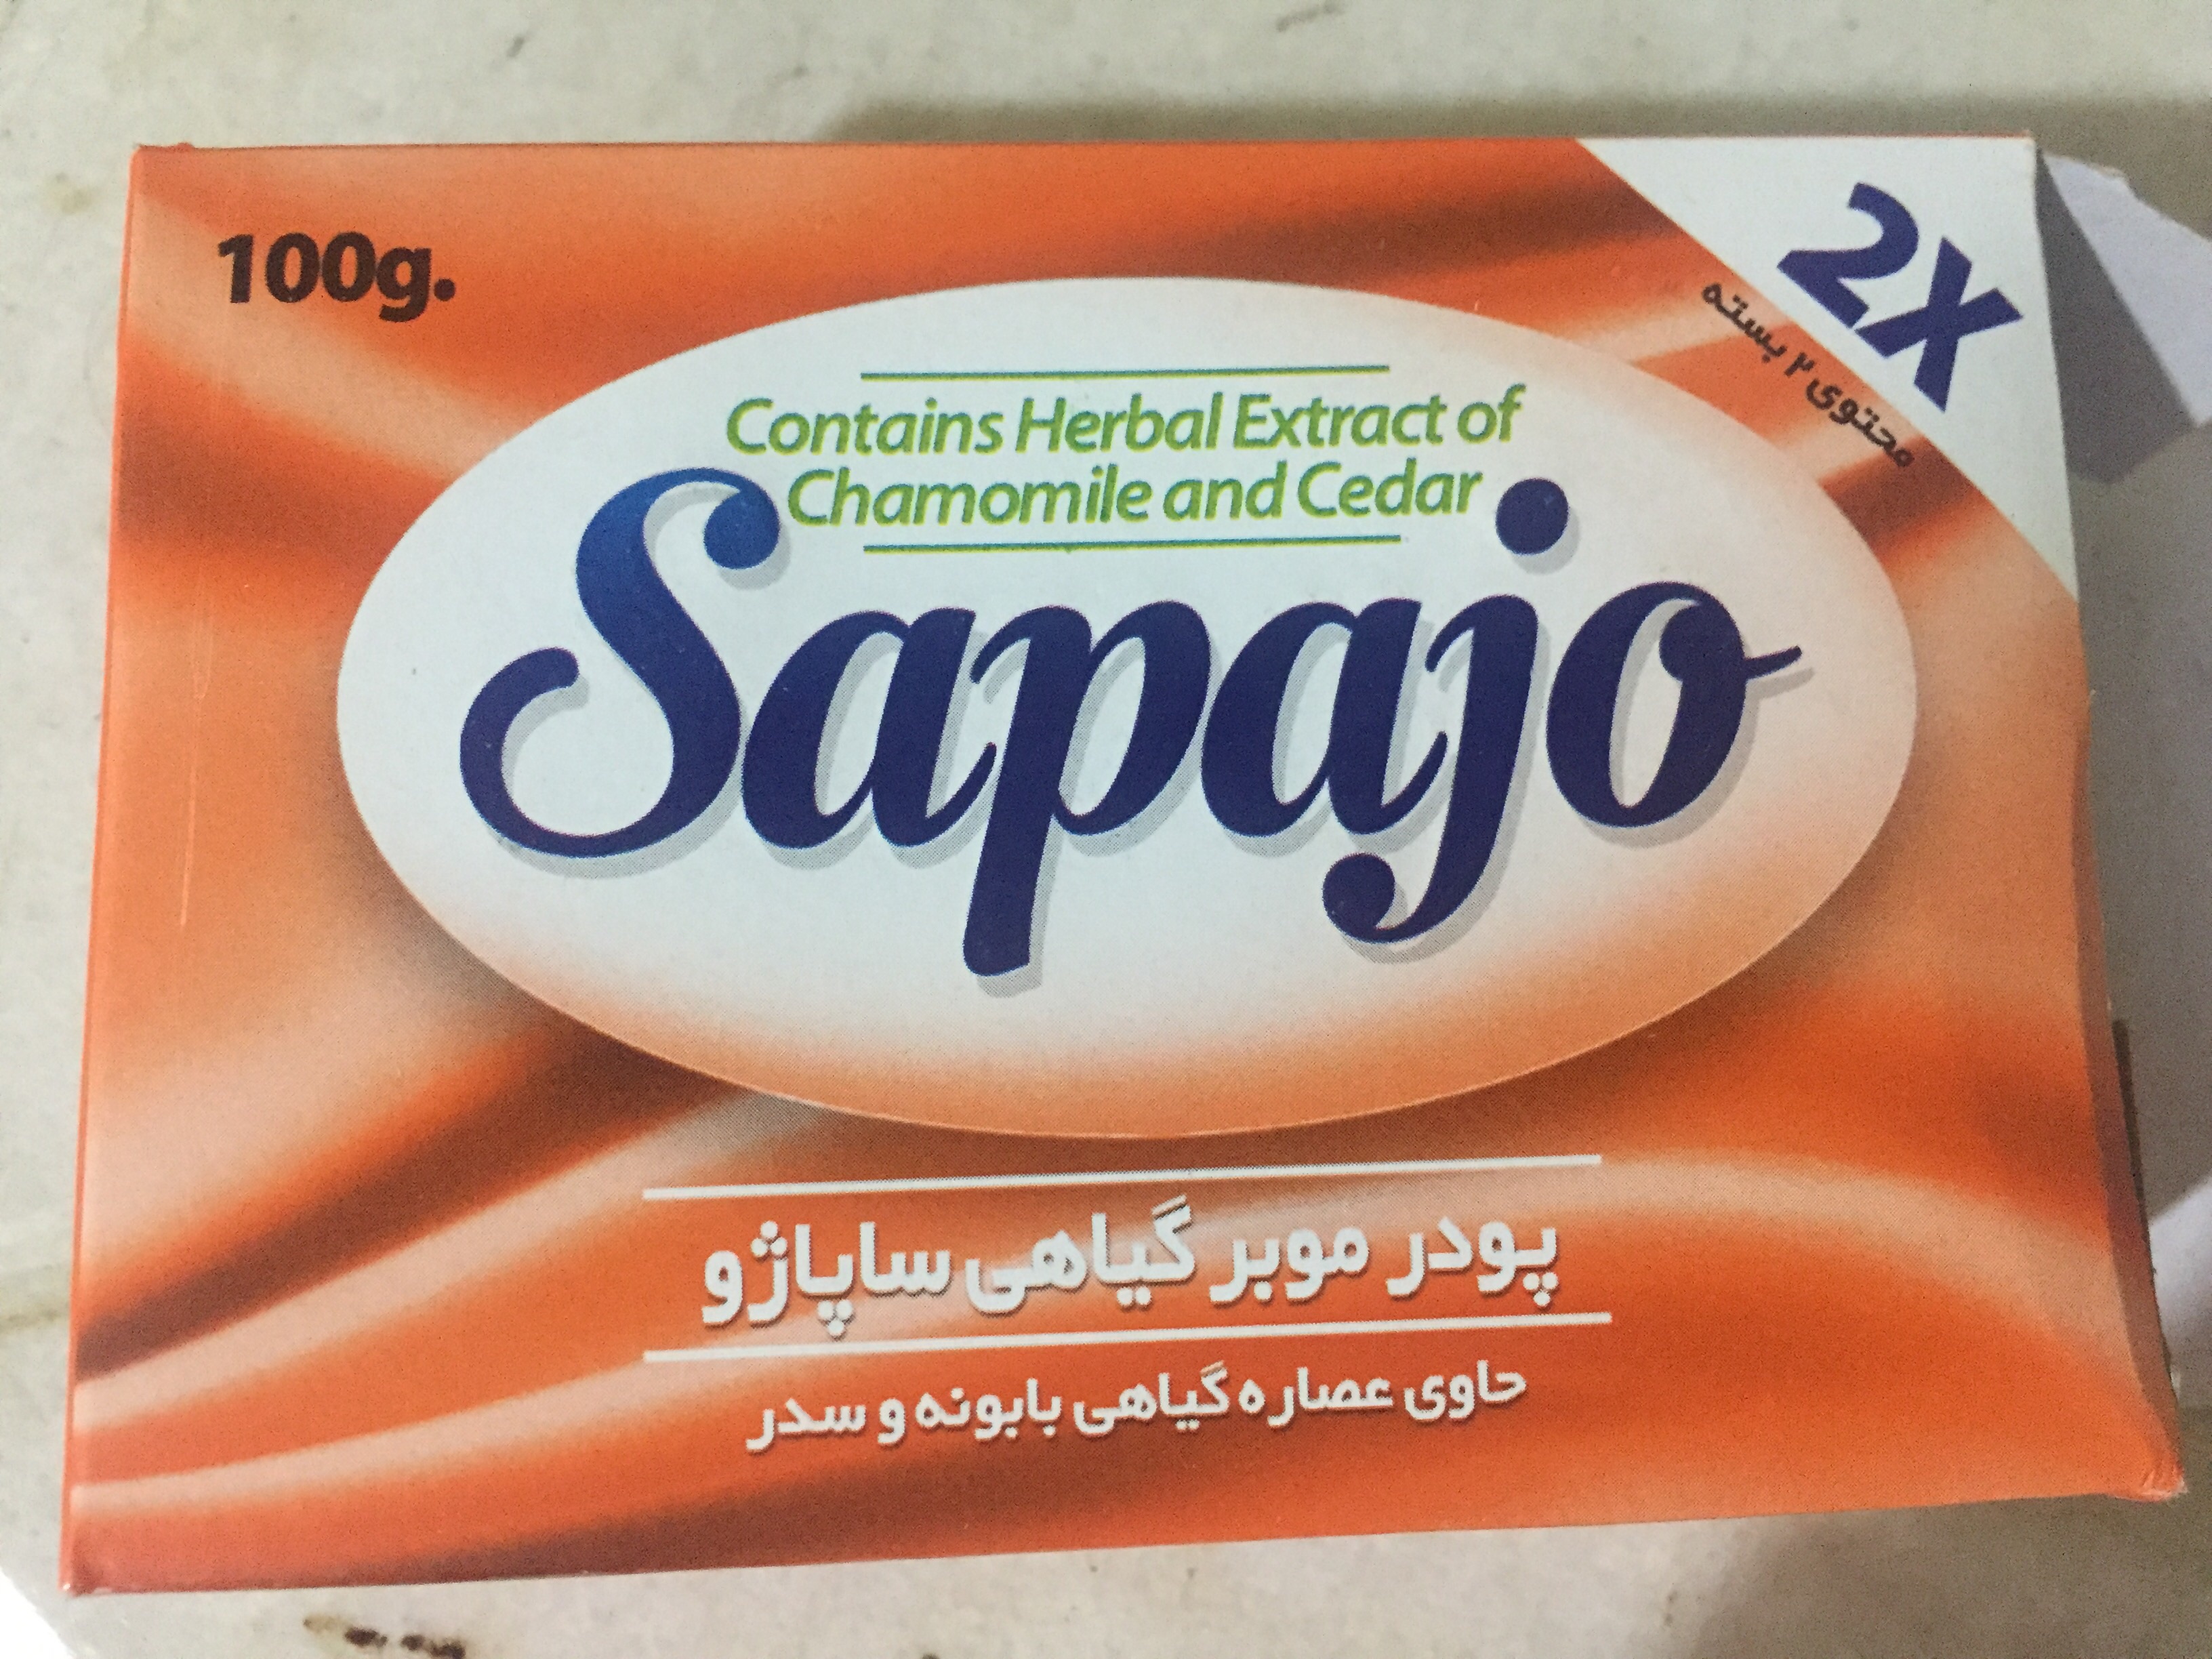 100g.
2X
محتوی ۲ بسته
Contains Herbal Extract of
Chamomile and Cedar
Sapajo
پودر موبر گیاهی ساپاژو
حاوی عصاره گیاهی بابونه و سدر